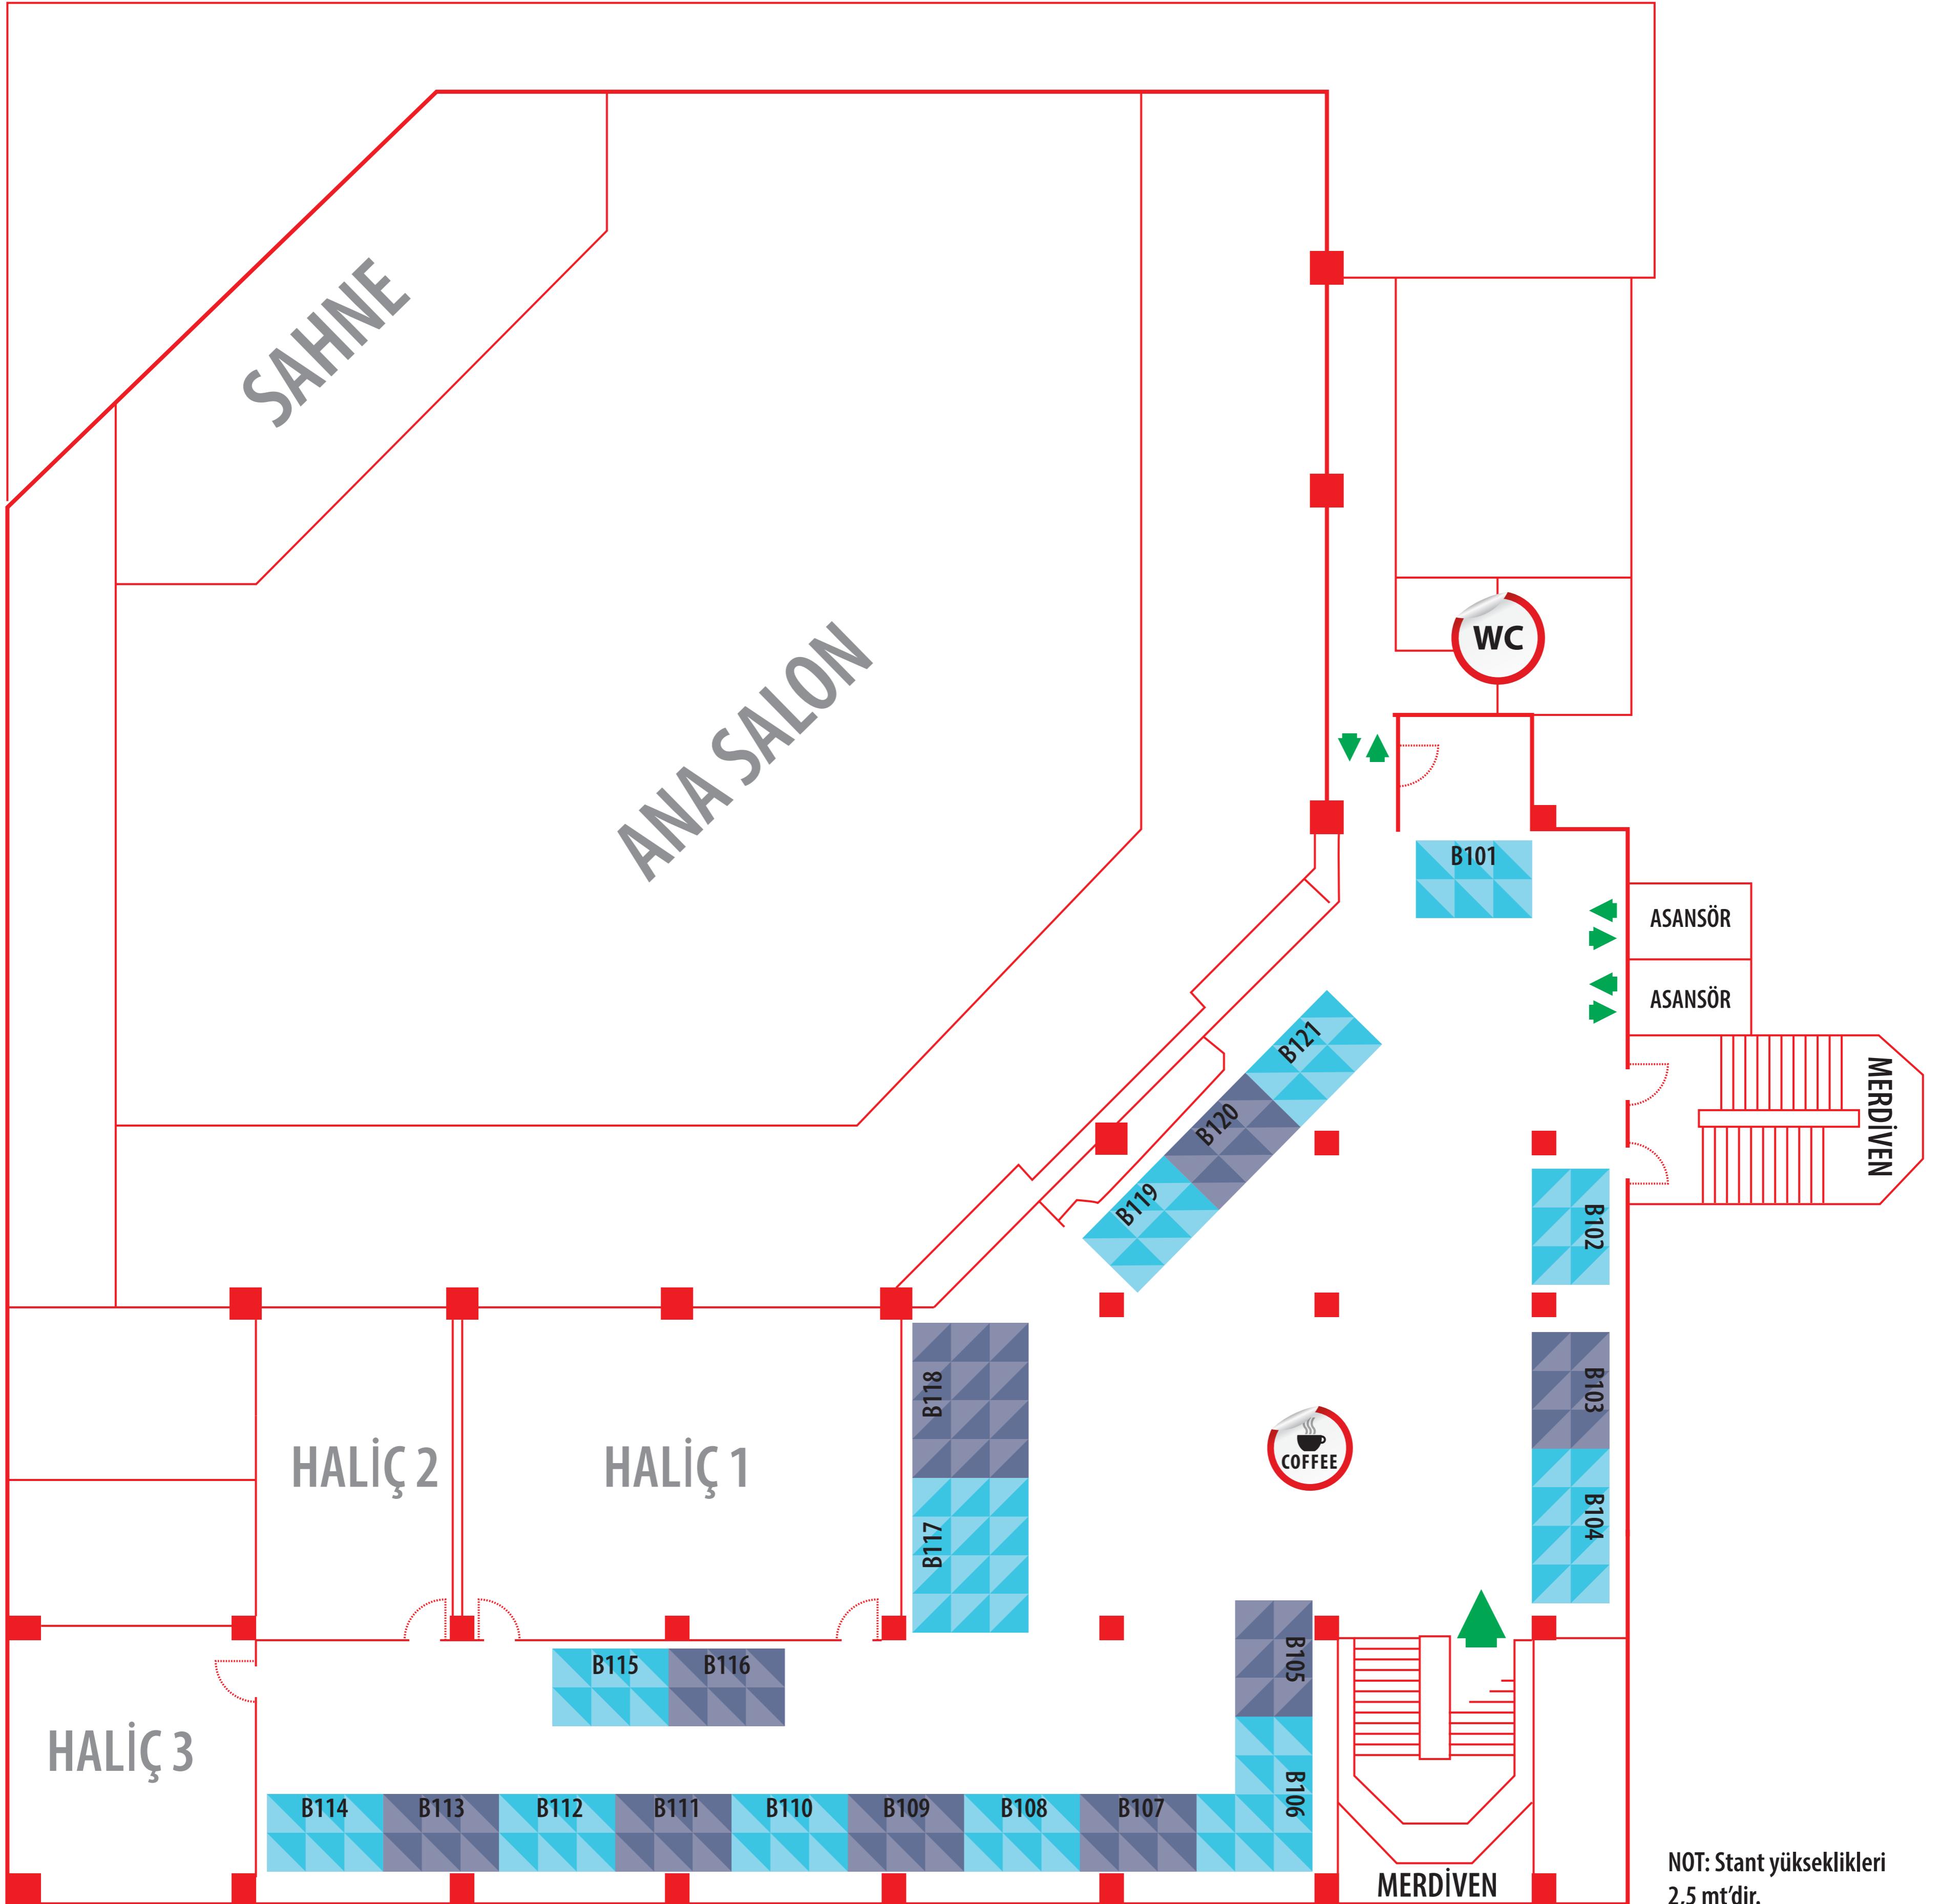 SAHNE
ANA SALON
WC
B101
ASANSÖR
ASANSÖR
MERDİVEN
B121
B120
B119
B102
B118
B103
HALİÇ 2
HALİÇ 1
COFFEE
B104
B117
B115
B116
B105
HALİÇ 3
B106
B114
B113
B112
B111
B110
B109
B108
B107
MERDİVEN
NOT: Stant yükseklikleri
2,5 mt’dir.